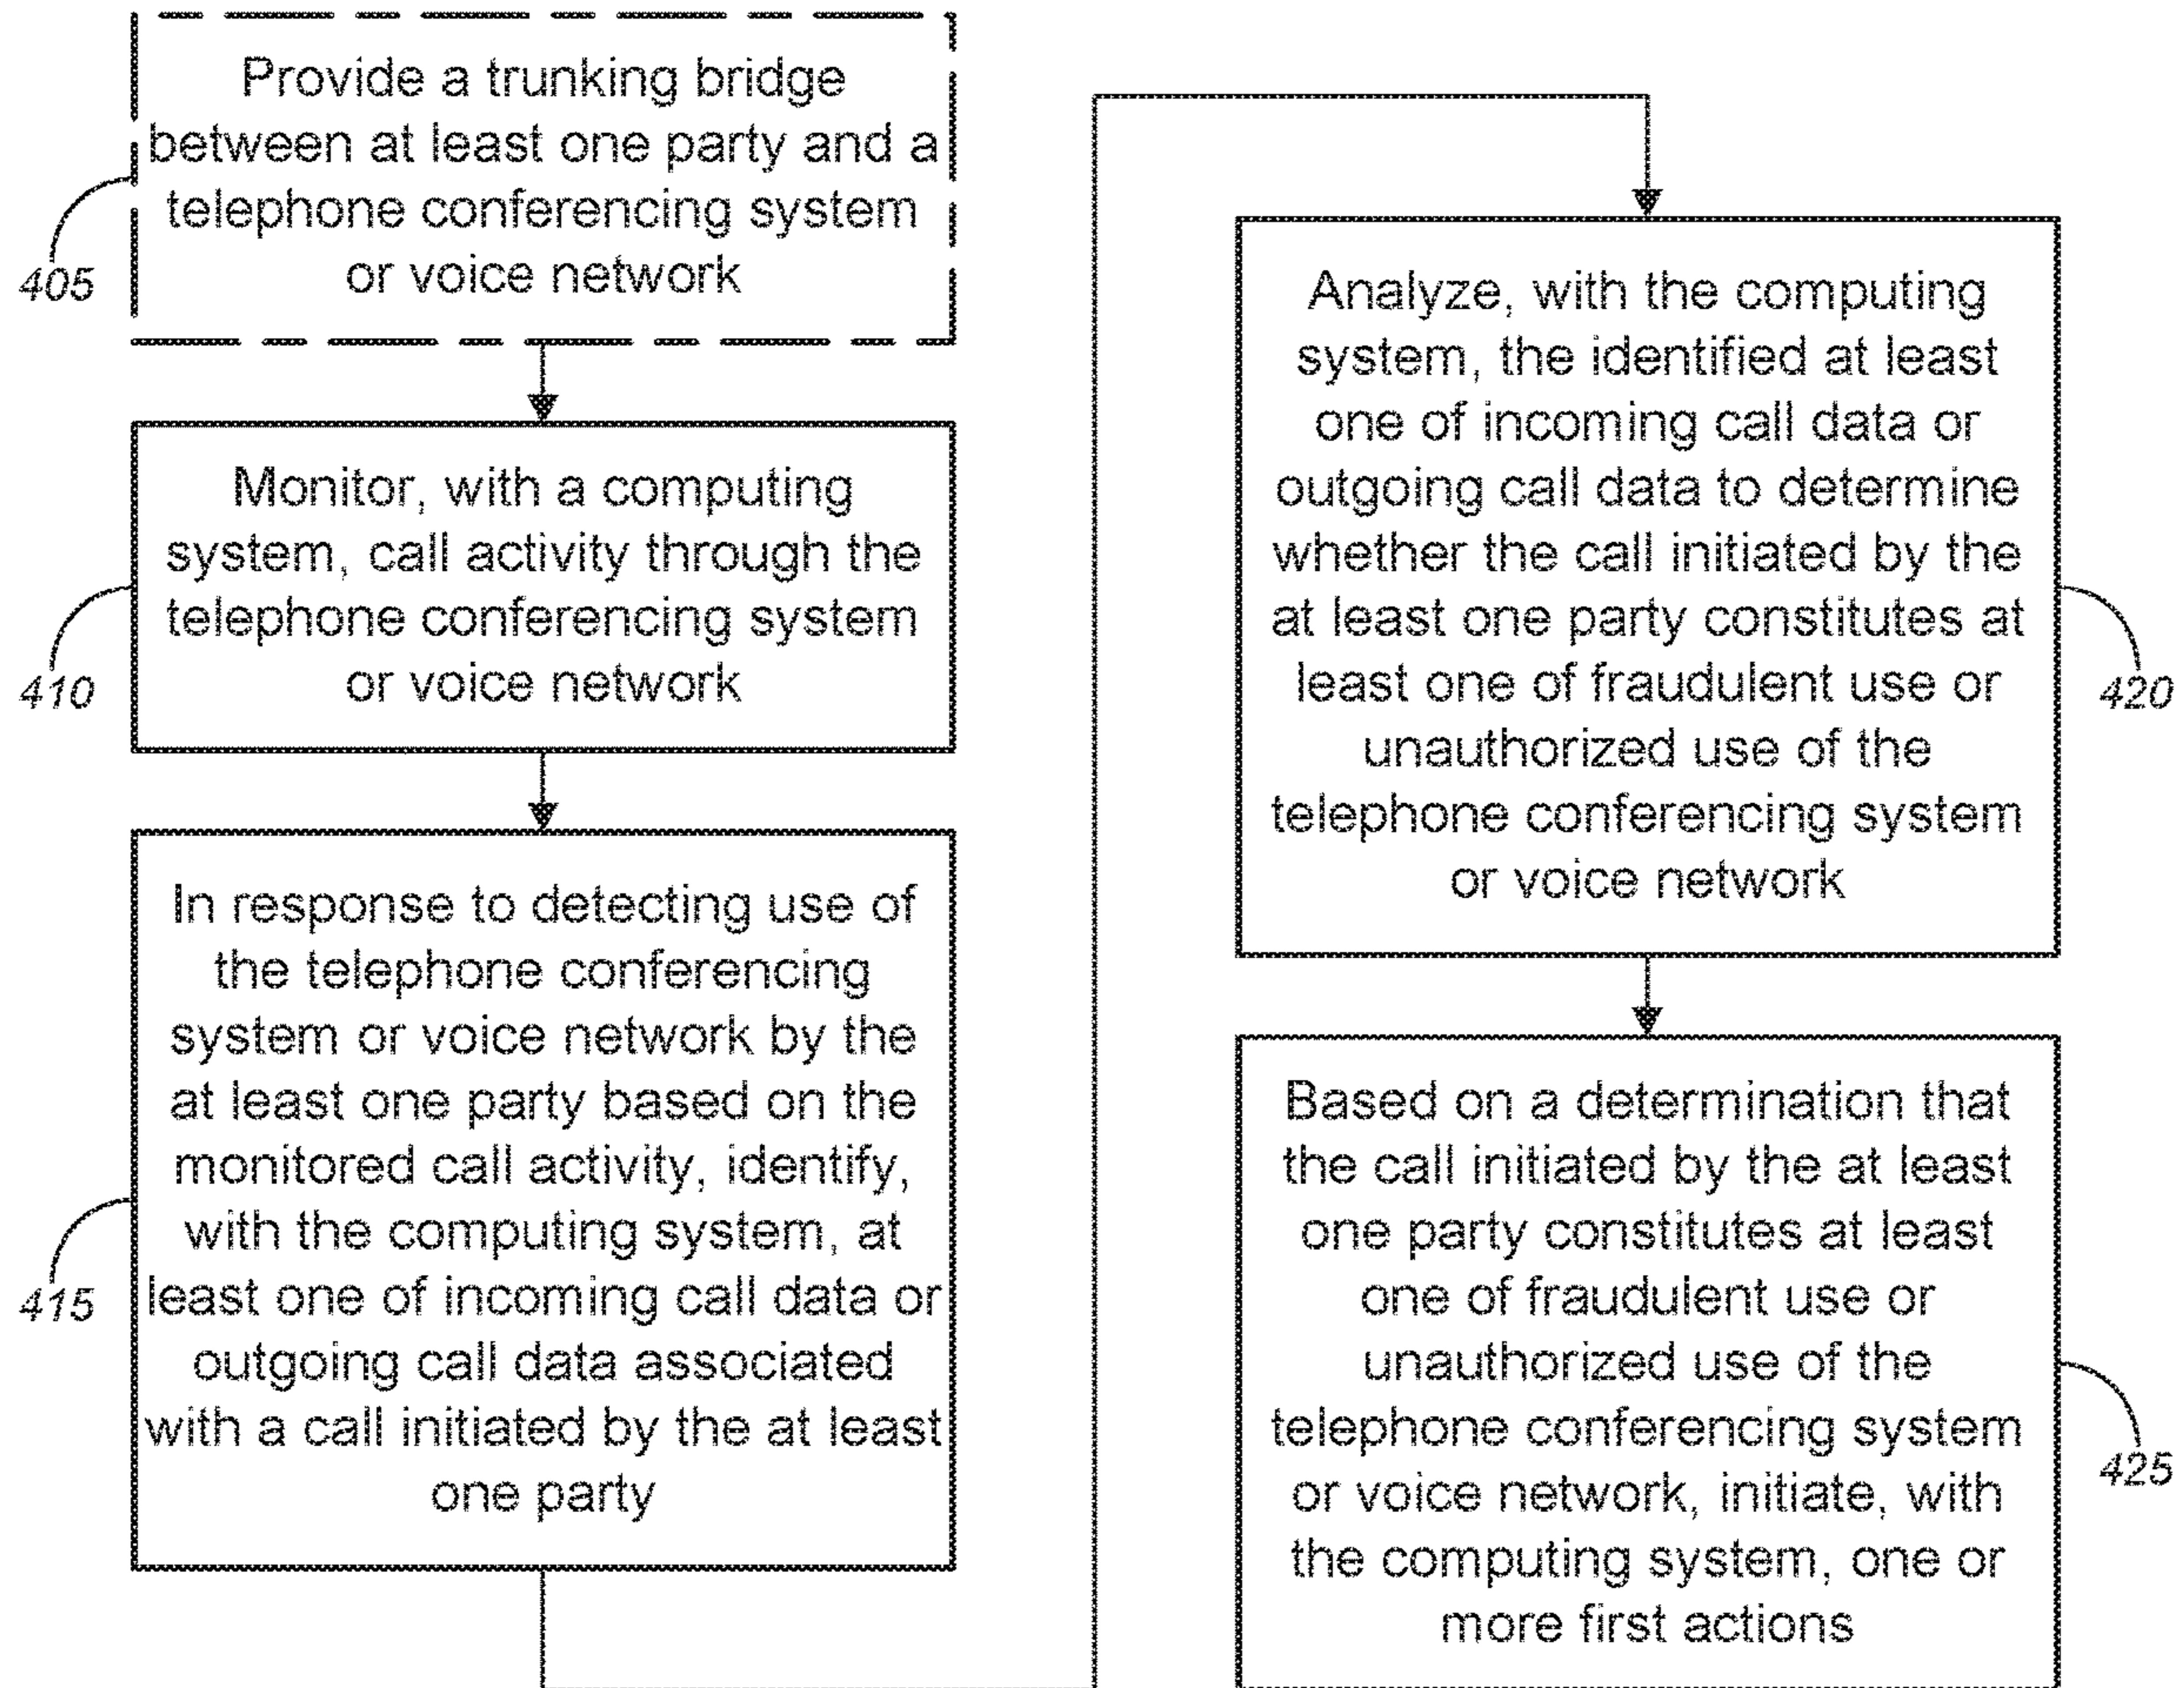 Provide a trunking bridge
between at least one party and a
telephone conferencing system
or voice network
405
Monitor, with a computing
system, call activity through the
telephone conferencing system
or voice network
410
In response to detecting use of
the telephone conferencing
system or voice network by the
at least one party based on the
monitored call activity, identify,
with the computing system, at
least one of incoming call data or
outgoing call data associated
with a call initiated by the at least
one party
415
Analyze, with the computing
system, the identified at least
one of incoming call data or
outgoing call data to determine
whether the call initiated by the
at least one party constitutes at
least one of fraudulent use or
unauthorized use of the
telephone conferencing system
or voice network
420
Based on a determination that
the call initiated by the at least
one party constitutes at least
one of fraudulent use or
unauthorized use of the
telephone conferencing system
or voice network, initiate, with
the computing system, one or
more first actions
425